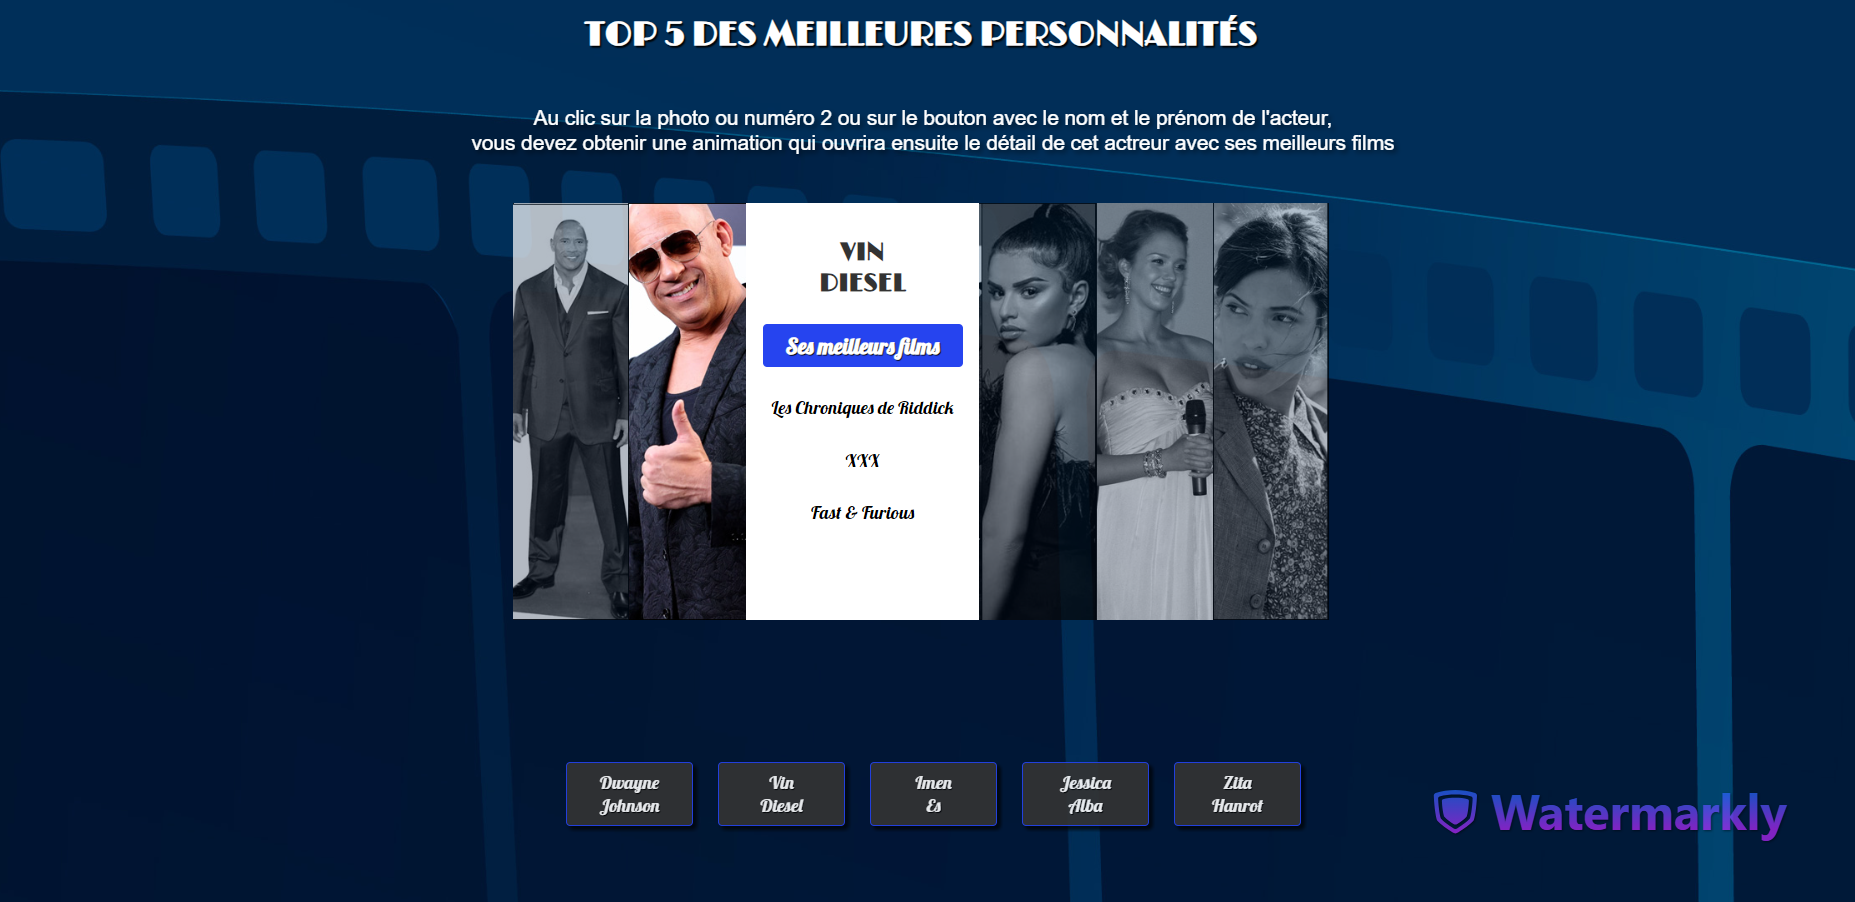 TOP 5 DES MEILLEURES PERSONNALITÉS
Au clic sur la photo ou numéro 2 ou sur le bouton avec le nom et le prénom de l'acteur,
vous devez obtenir une animation qui ouvrira ensuite le détail de cet actreur avec ses meilleurs films
VIN
DIESEL
Ses meilleurs films
Les Chroniques de Riddick
XXX
Fast & Furious
Dwayne
Johnson
Vin
Diesel
Imen
Es
Jessica
Alba
Zita
Hanrot
Watermarkly